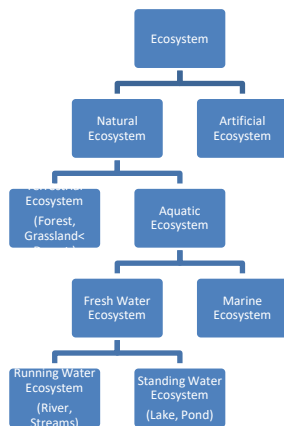 Ecosystem
Natural
Ecosystem
Artificial
Ecosystem
Terrestrial
Ecosystem
(Forest,
Grassland<
Aquatic
Ecosystem
Fresh Water
Ecosystem
Marine
Ecosystem
Running Water
Ecosystem
(River,
Streams)
Standing Water
Ecosystem
(Lake, Pond)